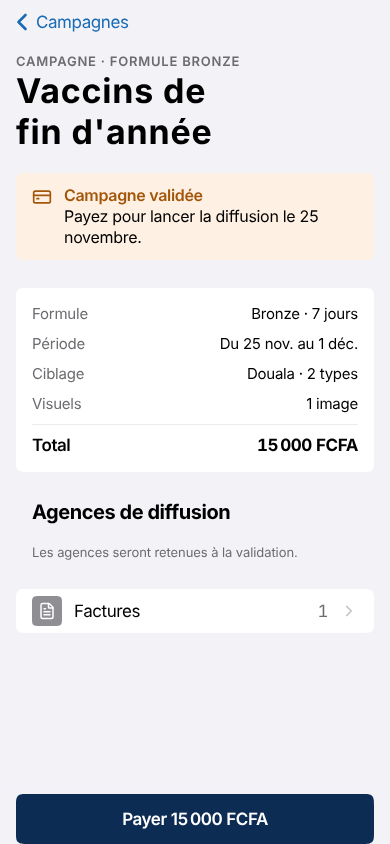 Campagnes
CAMPAGNE · FORMULE BRONZE
Vaccins de
fin d'année
Campagne validée
Payez pour lancer la diffusion le 25
novembre.
Formule Bronze · 7 jours
Période Du 25 nov. au 1 déc.
Ciblage Douala · 2 types
Visuels 1 image
Total 15 000 FCFA
Agences de diffusion
Les agences seront retenues à la validation.
Factures 1
Payer 15 000 FCFA